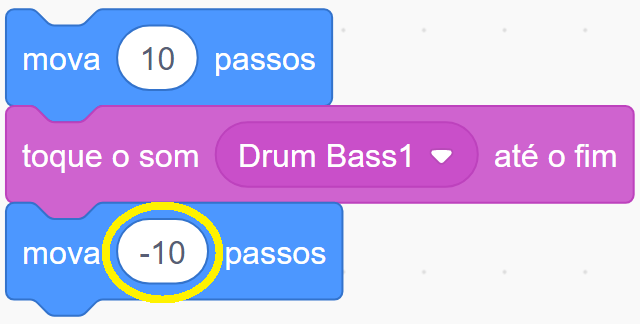 mova 10 passos
toque o som Drum Bass1 até o fim
mova -10 passos